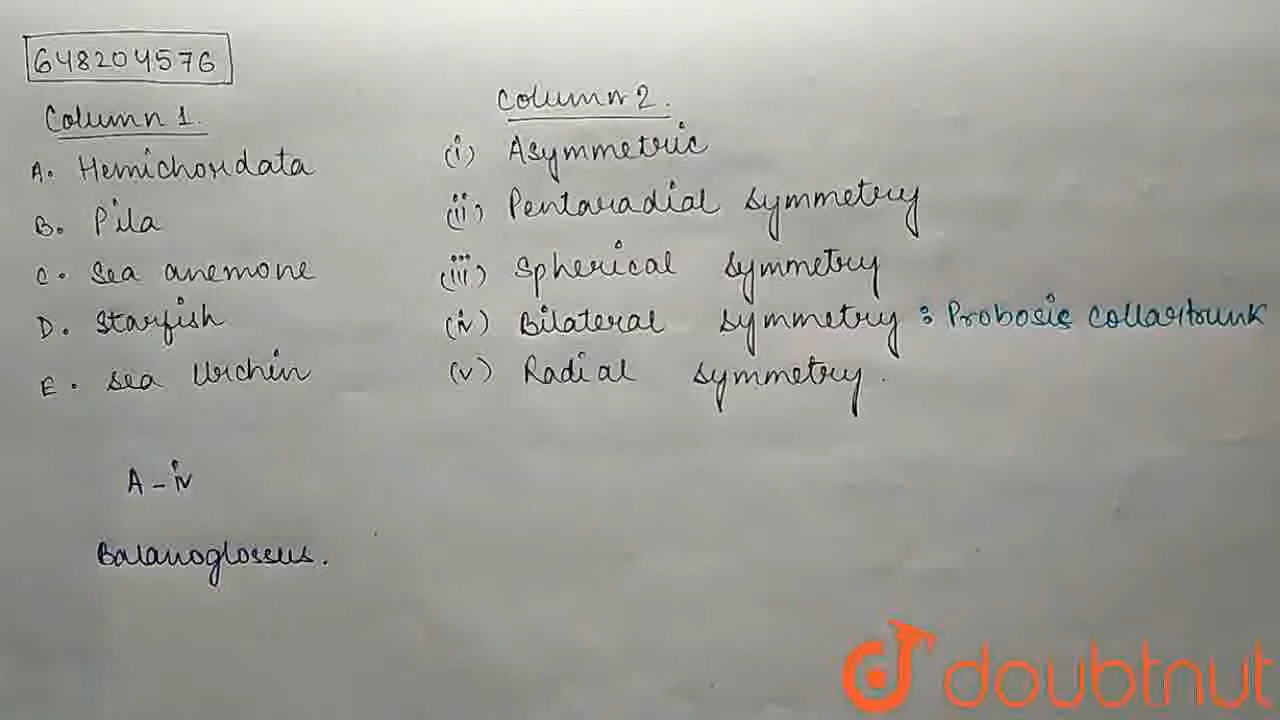 648204576
Column 1.
A. Hemichordata
B. Pila
C. Sea anemone
D. Starfish
E. Sea Urchin
Column 2.
(i) Asymmetric
(ii) Pentaradial symmetry
(iii) Spherical symmetry
(iv) Bilateral symmetry : Probosis collar trunk
(v) Radial symmetry.
A - iv
Balanoglossus.
doubtnut